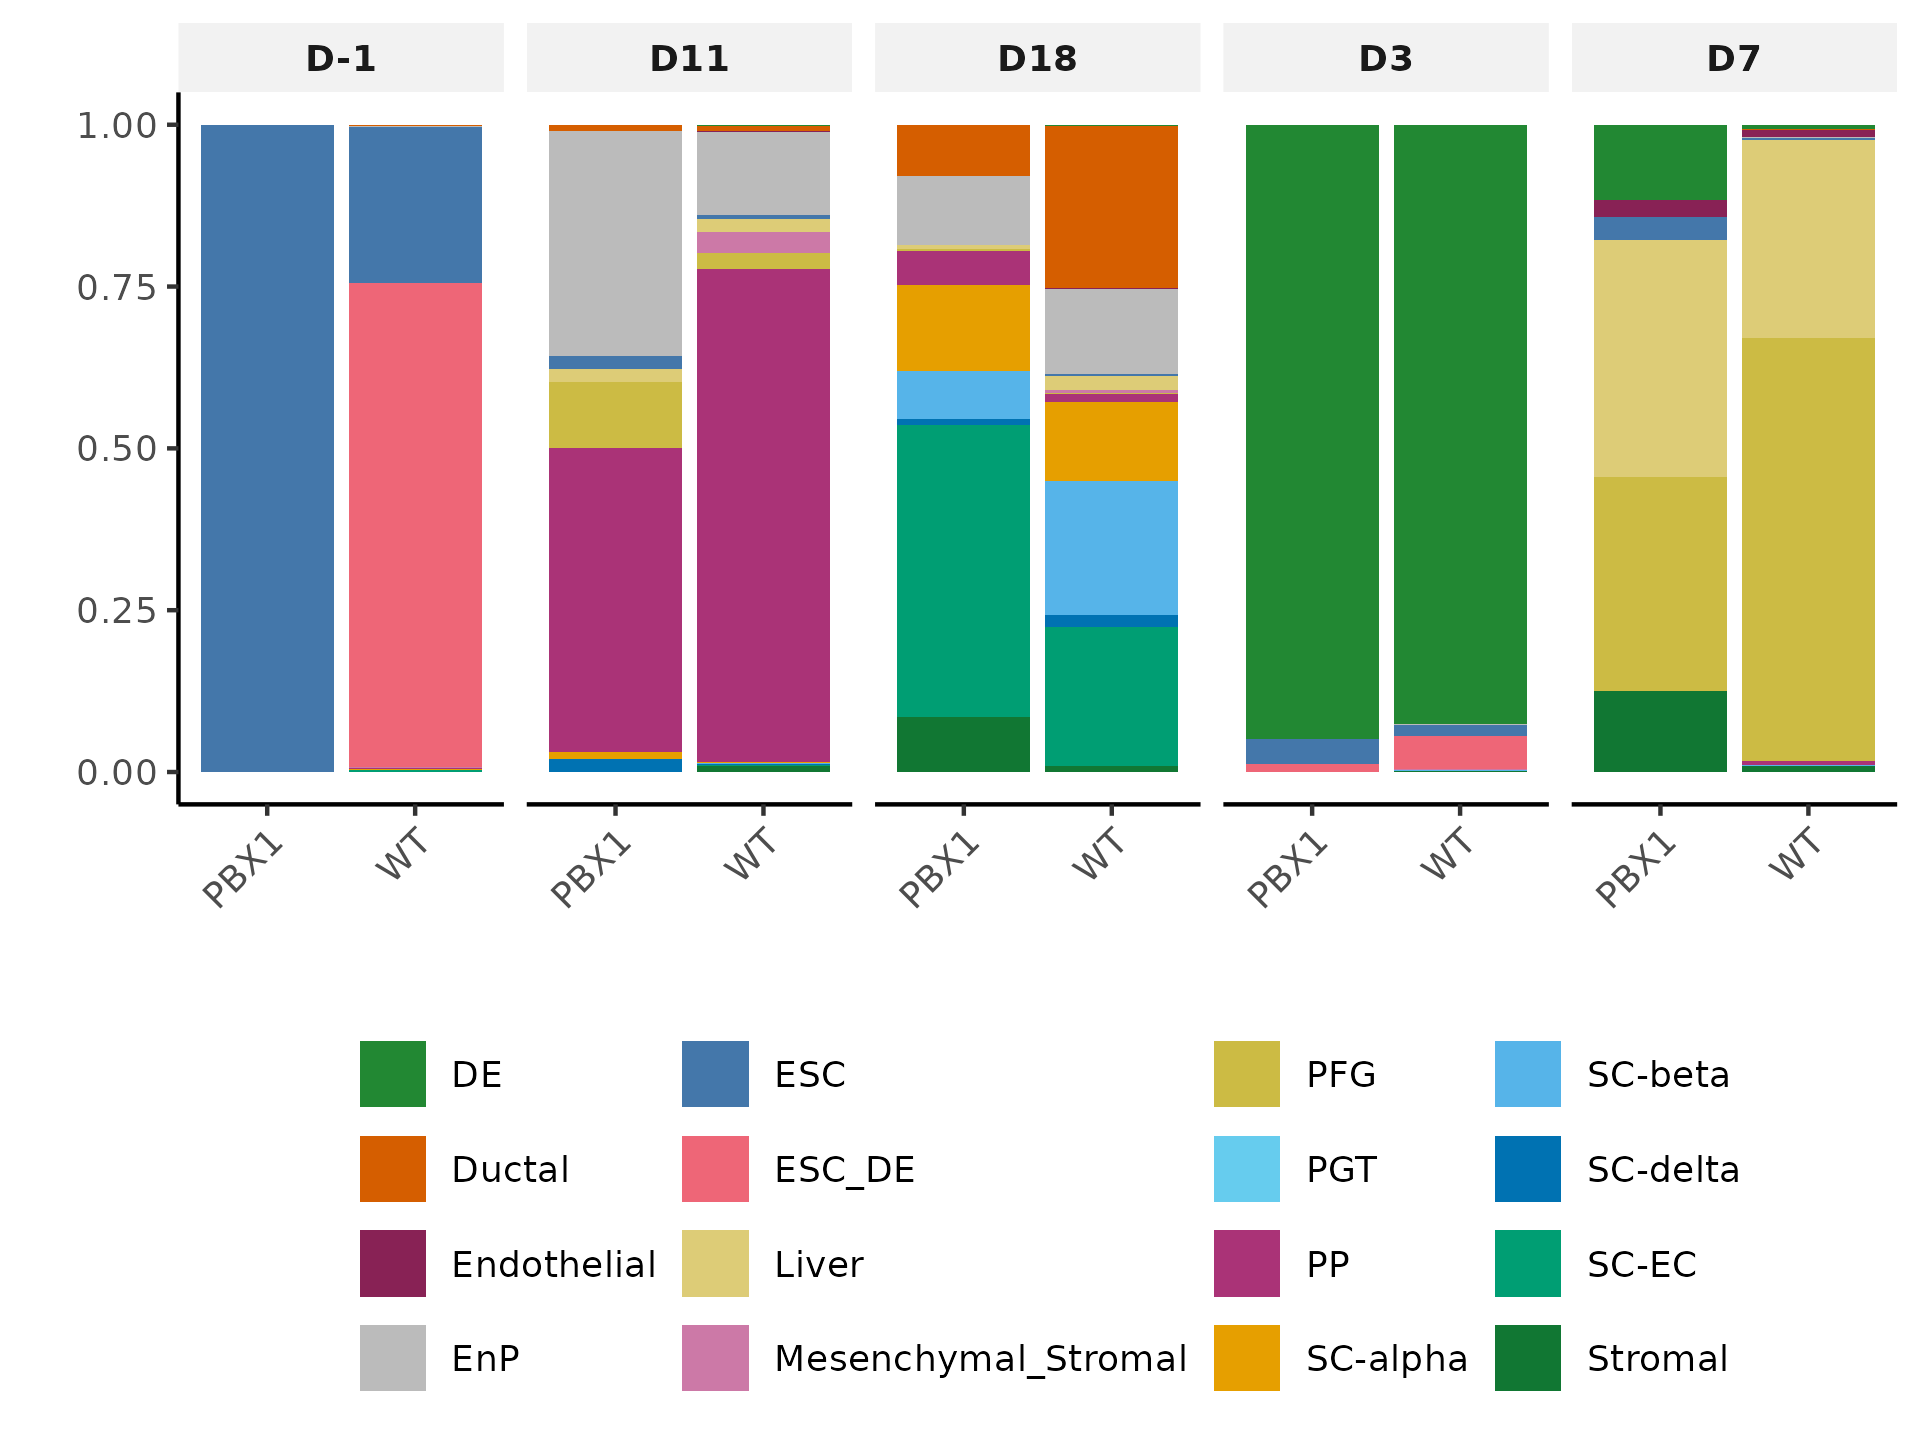 D-1 D11 D18 D3 D7
1.00
0.75
0.50
0.25
0.00
PBX1 WT PBX1 WT PBX1 WT PBX1 WT PBX1 WT
DE ESC PFG SC-beta
Ductal ESC_DE PGT SC-delta
Endothelial Liver PP SC-EC
EnP Mesenchymal_Stromal SC-alpha Stromal